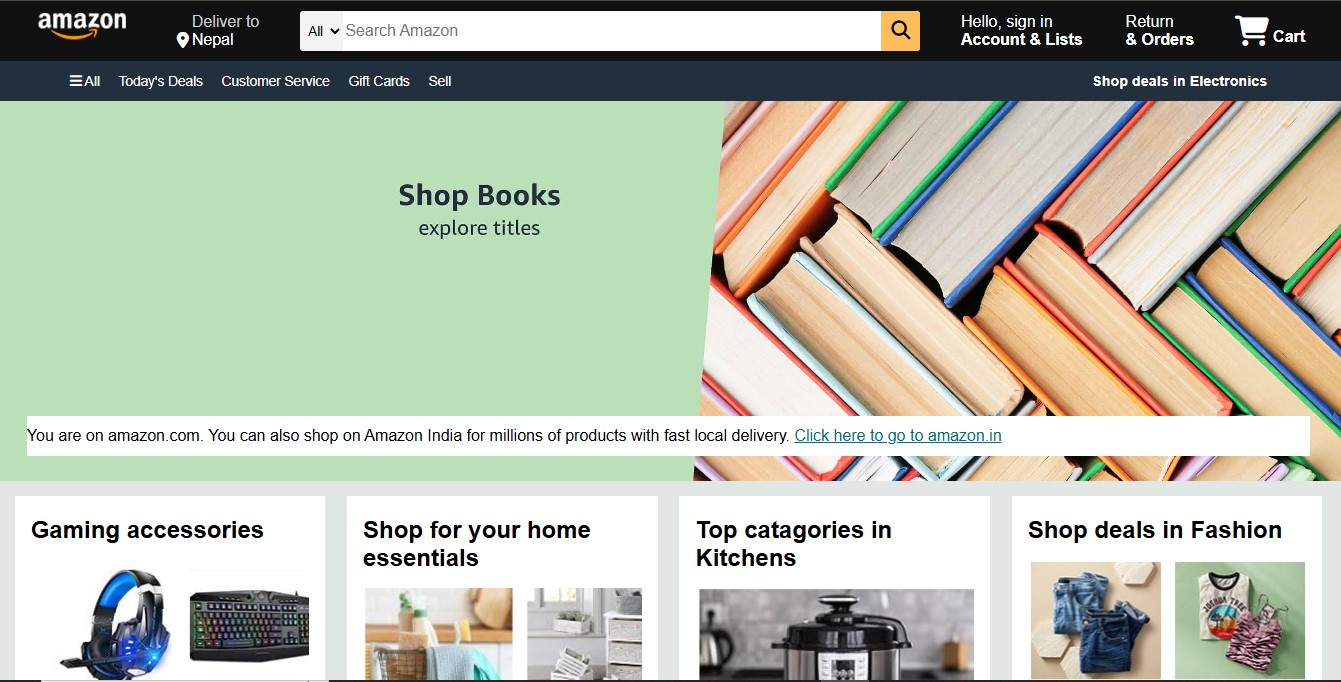 amazon
Deliver to
Nepal
All
Search Amazon
Hello, sign in
Account & Lists
Return
& Orders
Cart
All
Today's Deals
Customer Service
Gift Cards
Sell
Shop deals in Electronics
Shop Books
explore titles
You are on amazon.com. You can also shop on Amazon India for millions of products with fast local delivery. Click here to go to amazon.in
Gaming accessories
Shop for your home
essentials
Top catagories in
Kitchens
Shop deals in Fashion
JOSHUA TREE